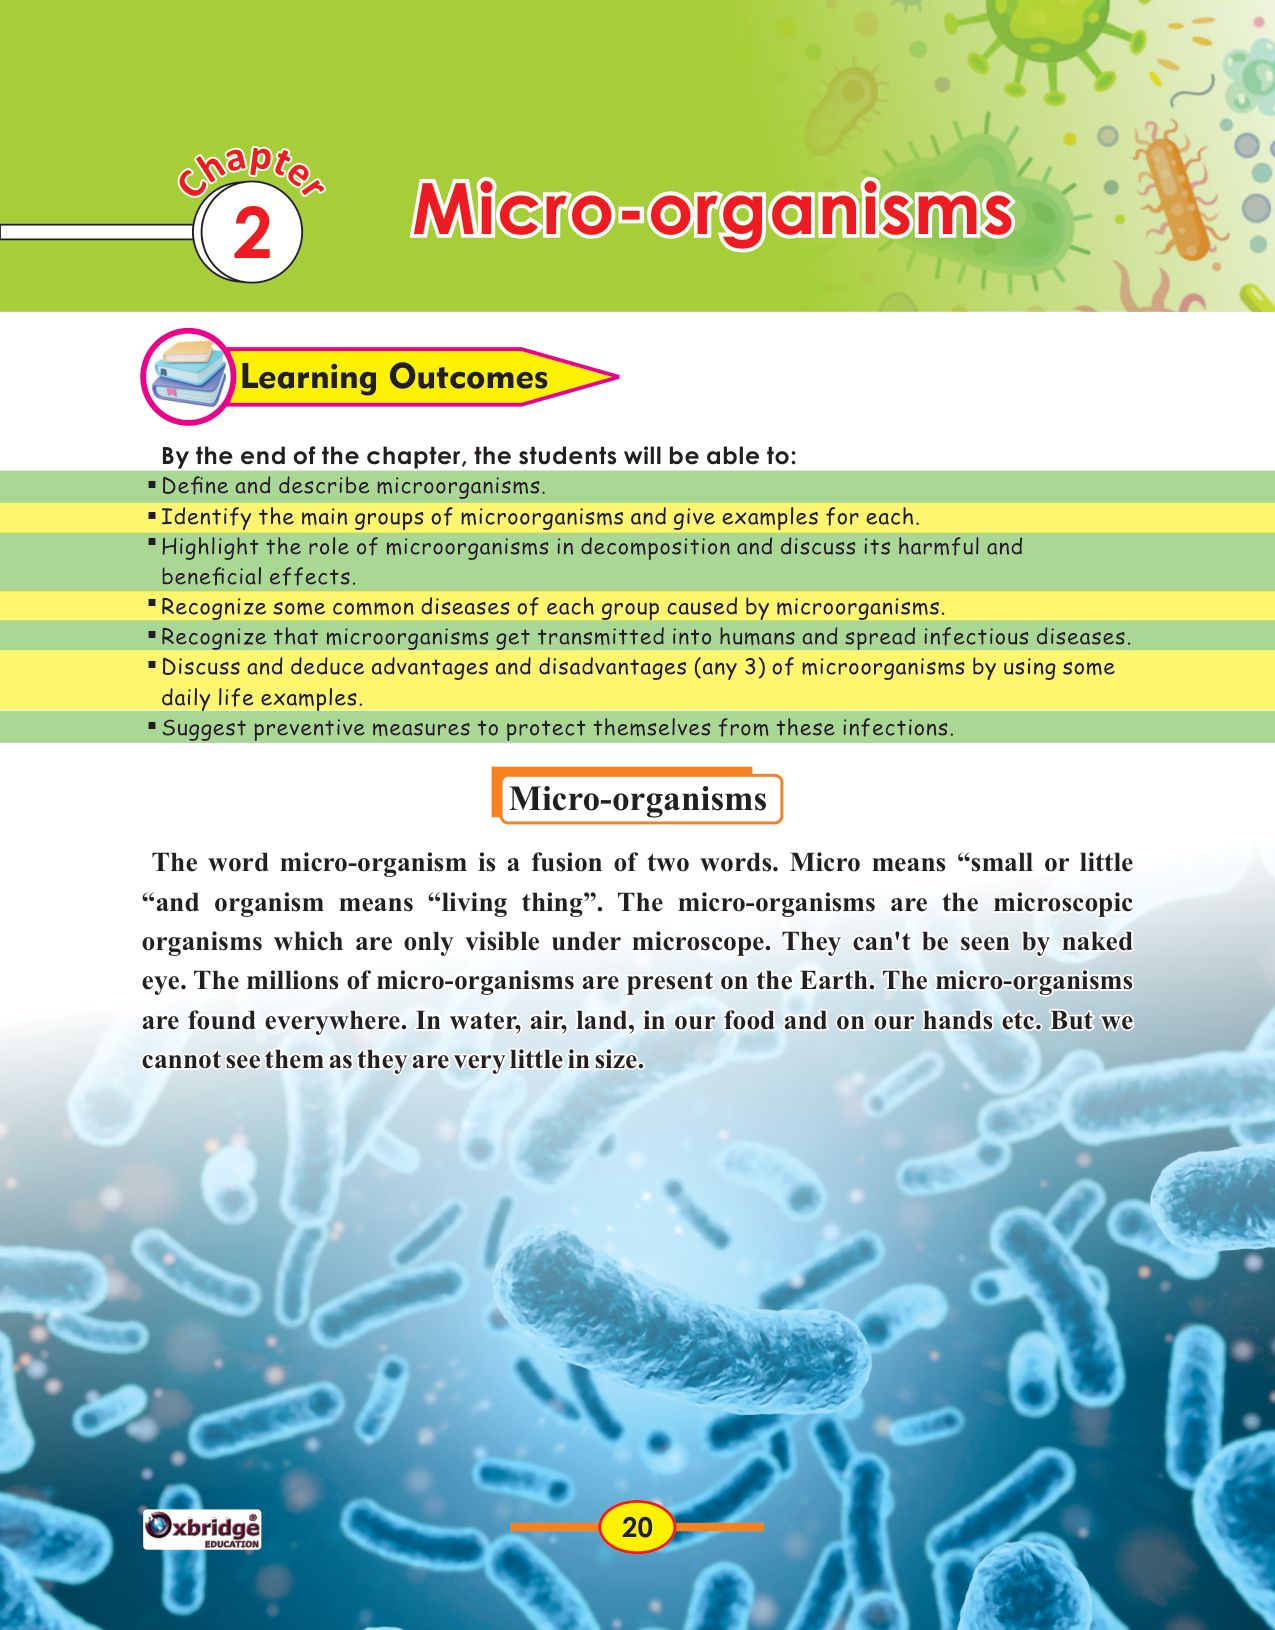 Chapter
2
Micro-organisms
Learning Outcomes
By the end of the chapter, the students will be able to:
▪ Define and describe microorganisms.
▪ Identify the main groups of microorganisms and give examples for each.
▪ Highlight the role of microorganisms in decomposition and discuss its harmful and
beneficial effects.
▪ Recognize some common diseases of each group caused by microorganisms.
▪ Recognize that microorganisms get transmitted into humans and spread infectious diseases.
▪ Discuss and deduce advantages and disadvantages (any 3) of microorganisms by using some
daily life examples.
▪ Suggest preventive measures to protect themselves from these infections.
Micro-organisms
The word micro-organism is a fusion of two words. Micro means “small or little
“and organism means “living thing”. The micro-organisms are the microscopic
organisms which are only visible under microscope. They can't be seen by naked
eye. The millions of micro-organisms are present on the Earth. The micro-organisms
are found everywhere. In water, air, land, in our food and on our hands etc. But we
cannot see them as they are very little in size.
Oxbridge®
EDUCATION
20